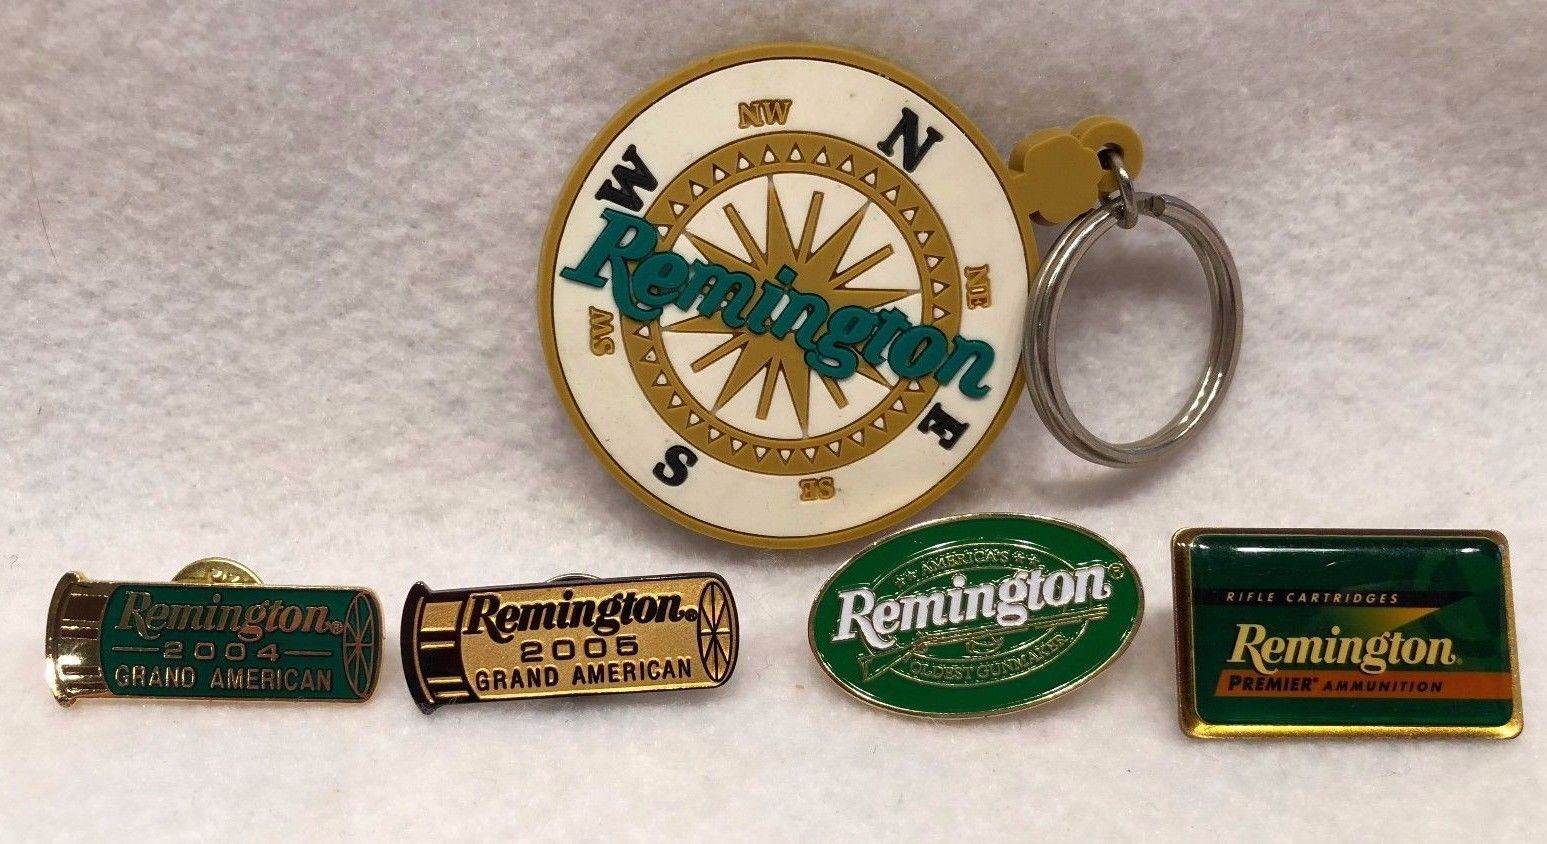 NW
N
W
Remington
NE
SW
E
S
SE
Remington®
2004
GRAND AMERICAN
Remington®
2005
GRAND AMERICAN
AMERICA'S
Remington®
OLDEST GUNMAKER
RIFLE CARTRIDGES
Remington®
PREMIER® AMMUNITION